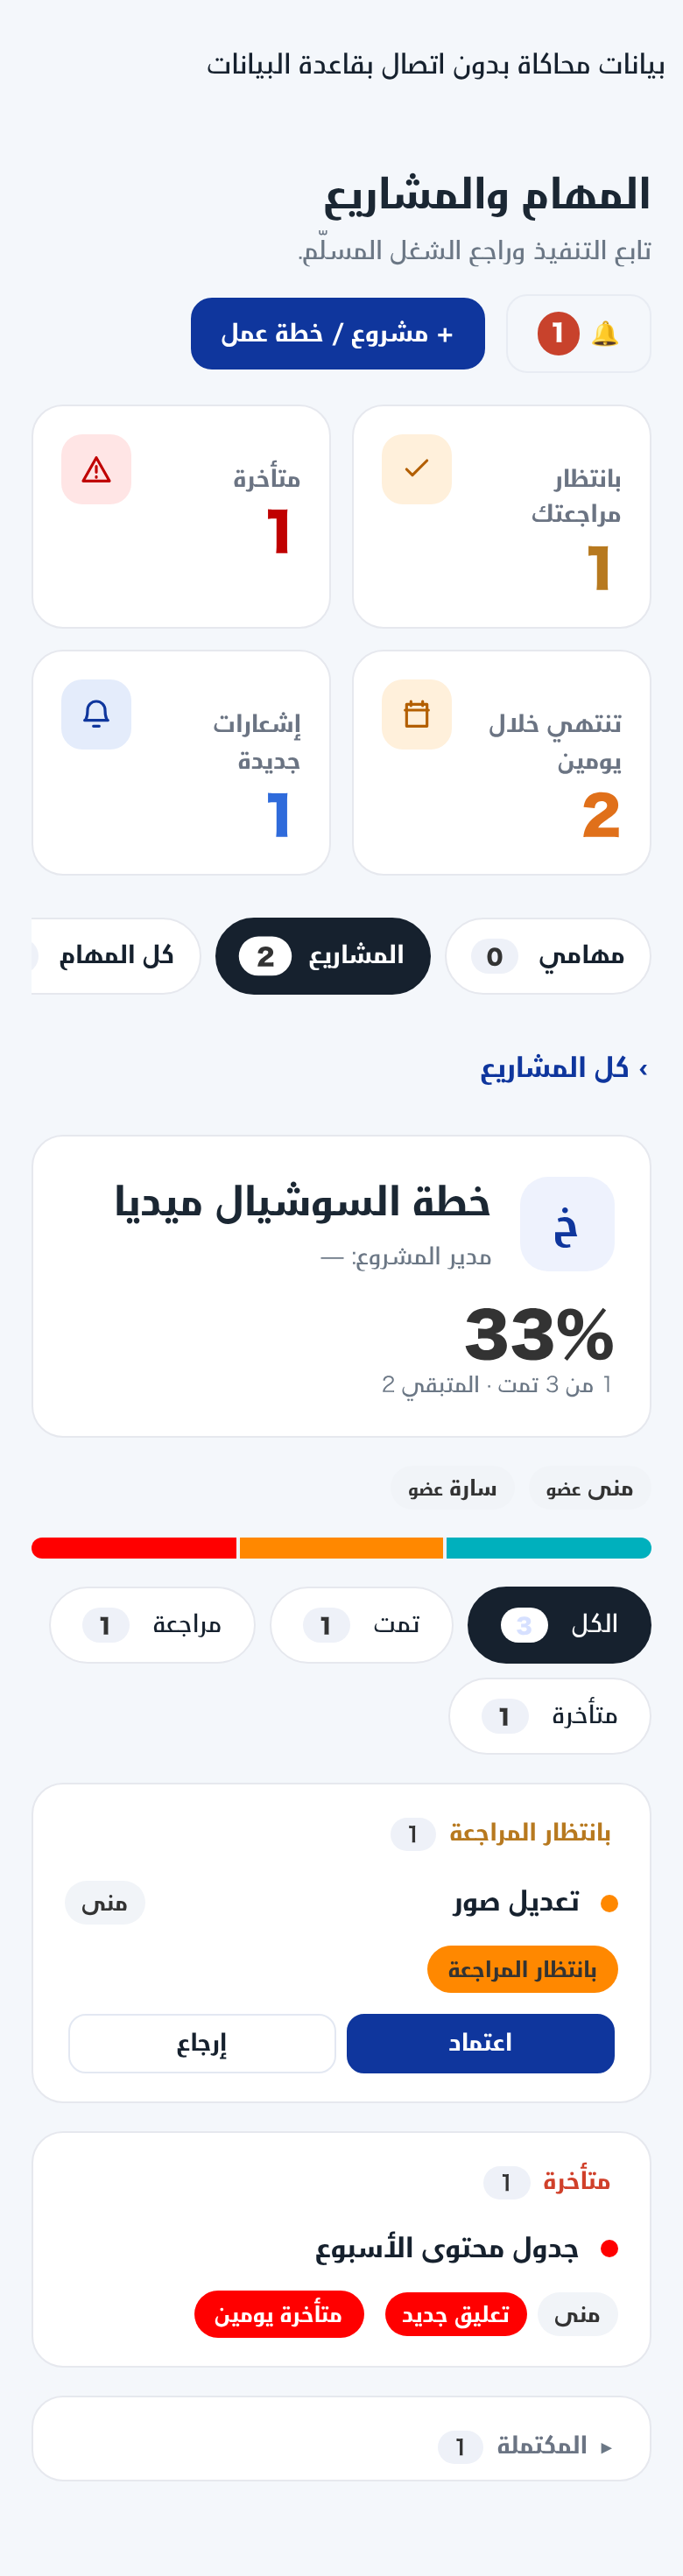 بيانات محاكاة بدون اتصال بقاعدة البيانات
المهام والمشاريع
تابع التنفيذ وراجع الشغل المسلّم.
🔔 1
+ مشروع / خطة عمل
بانتظار
مراجعتك
1
متأخرة
1
تنتهي خلال
يومين
2
إشعارات
جديدة
1
مهامي 0
المشاريع 2
كل المهام
› كل المشاريع
خ
خطة السوشيال ميديا
مدير المشروع: —
33%
1 من 3 تمت · المتبقي 2
منى عضو
سارة عضو
الكل 3
تمت 1
مراجعة 1
متأخرة 1
بانتظار المراجعة 1
تعديل صور
منى
بانتظار المراجعة
اعتماد
إرجاع
متأخرة 1
جدول محتوى الأسبوع
منى
تعليق جديد
متأخرة يومين
▸ المكتملة 1